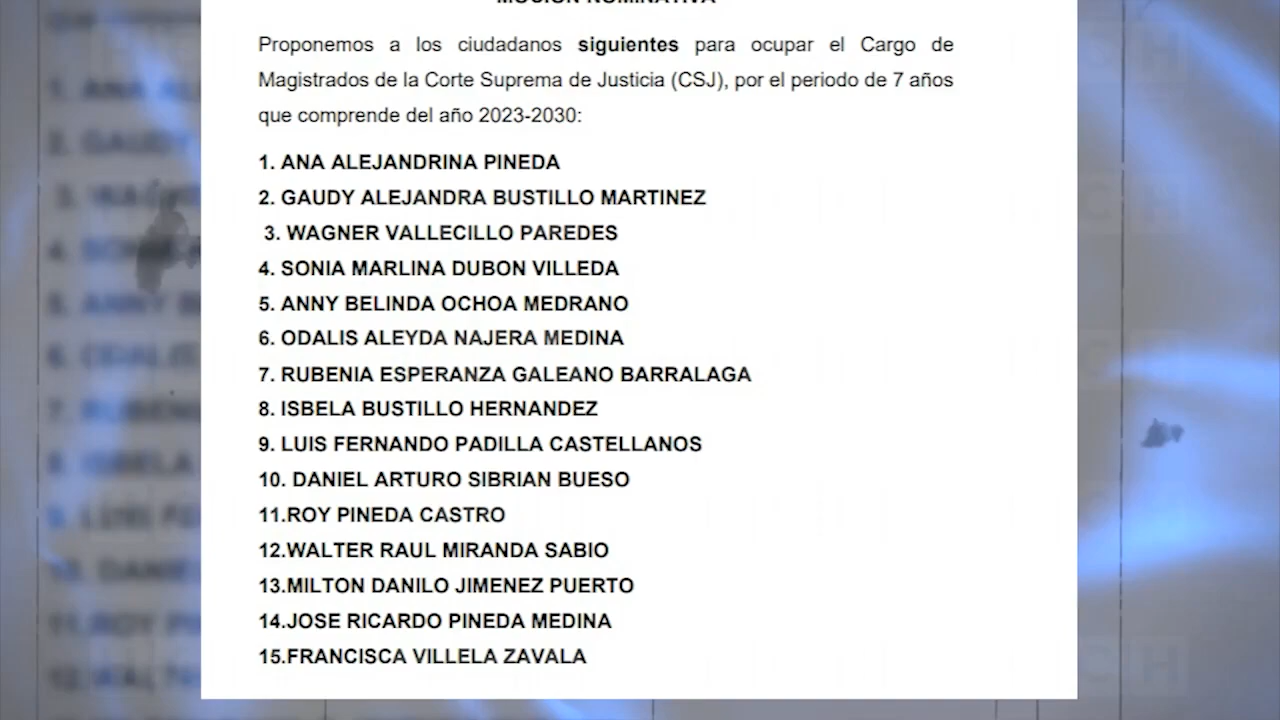 MOCIÓN NOMINATIVA
Proponemos a los ciudadanos siguientes para ocupar el Cargo de
Magistrados de la Corte Suprema de Justicia (CSJ), por el periodo de 7 años
que comprende del año 2023-2030:
1. ANA ALEJANDRINA PINEDA
2. GAUDY ALEJANDRA BUSTILLO MARTINEZ
3. WAGNER VALLECILLO PAREDES
4. SONIA MARLINA DUBON VILLEDA
5. ANNY BELINDA OCHOA MEDRANO
6. ODALIS ALEYDA NAJERA MEDINA
7. RUBENIA ESPERANZA GALEANO BARRALAGA
8. ISBELA BUSTILLO HERNANDEZ
9. LUIS FERNANDO PADILLA CASTELLANOS
10. DANIEL ARTURO SIBRIAN BUESO
11.ROY PINEDA CASTRO
12.WALTER RAUL MIRANDA SABIO
13.MILTON DANILO JIMENEZ PUERTO
14.JOSE RICARDO PINEDA MEDINA
15.FRANCISCA VILLELA ZAVALA